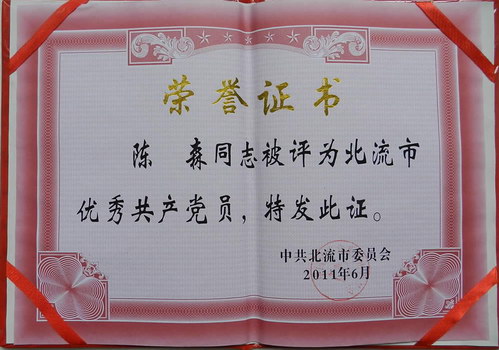 荣誉证书
陈 森同志被评为北流市
优秀共产党员，特发此证。
中共北流市委员会
2011年6月